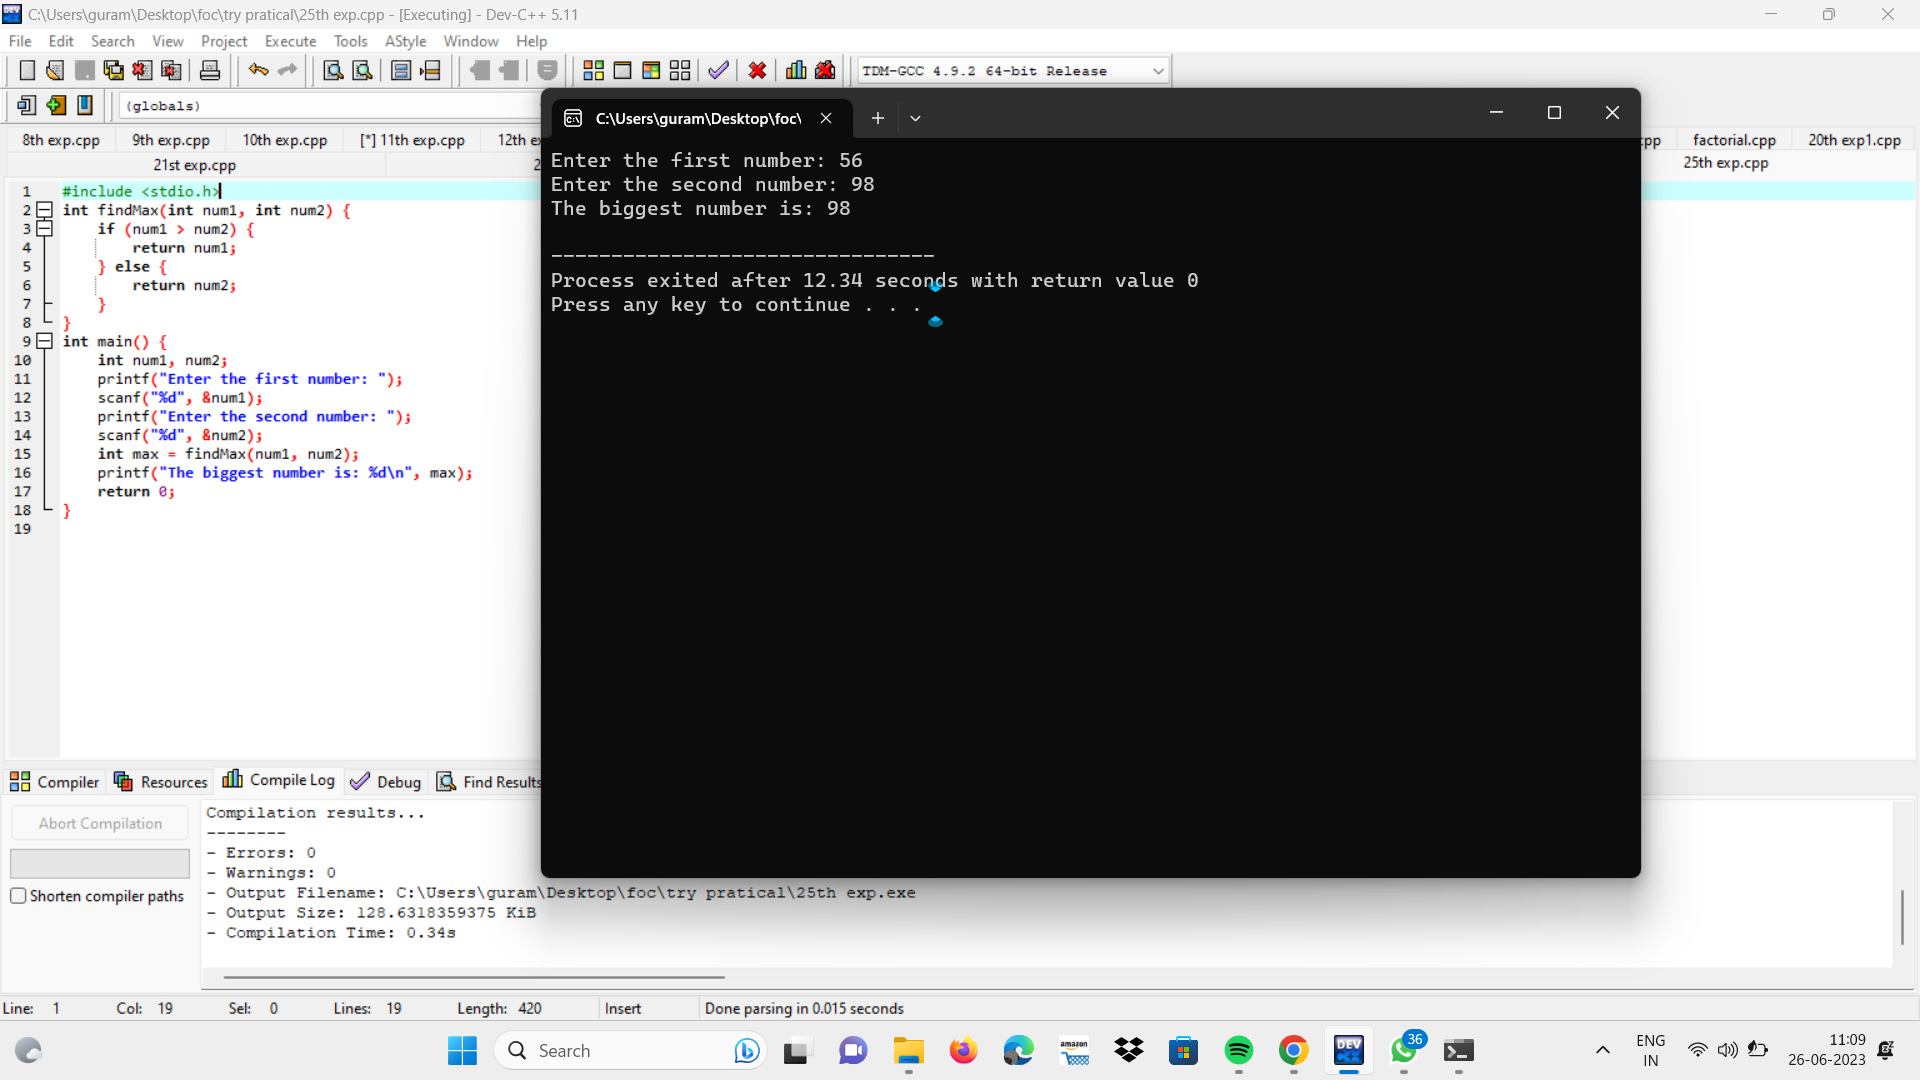 C:\Users\guram\Desktop\foc\try pratical\25th exp.cpp - [Executing] - Dev-C++ 5.11
File Edit Search View Project Execute Tools AStyle Window Help
TDM-GCC 4.9.2 64-bit Release
(globals)
8th exp.cpp 9th exp.cpp 10th exp.cpp [*] 11th exp.cpp 12th factorial.cpp 20th exp1.cpp
21st exp.cpp 25th exp.cpp
1 #include <stdio.h>
2 int findMax(int num1, int num2) {
3 if (num1 > num2) {
4 return num1;
5 } else {
6 return num2;
7 }
8 }
9 int main() {
10 int num1, num2;
11 printf("Enter the first number: ");
12 scanf("%d", &num1);
13 printf("Enter the second number: ");
14 scanf("%d", &num2);
15 int max = findMax(num1, num2);
16 printf("The biggest number is: %d\n", max);
17 return 0;
18 }
19
C:\Users\guram\Desktop\foc\
Enter the first number: 56
Enter the second number: 98
The biggest number is: 98
--------------------------------
Process exited after 12.34 seconds with return value 0
Press any key to continue . . .
Compiler Resources Compile Log Debug Find Results
Abort Compilation
Shorten compiler paths
Compilation results...
--------
- Errors: 0
- Warnings: 0
- Output Filename: C:\Users\guram\Desktop\foc\try pratical\25th exp.exe
- Output Size: 128.6318359375 KiB
- Compilation Time: 0.34s
Line: 1 Col: 19 Sel: 0 Lines: 19 Length: 420 Insert Done parsing in 0.015 seconds
Search
amazon
DEV C++
36
ENG
IN
11:09
26-06-2023